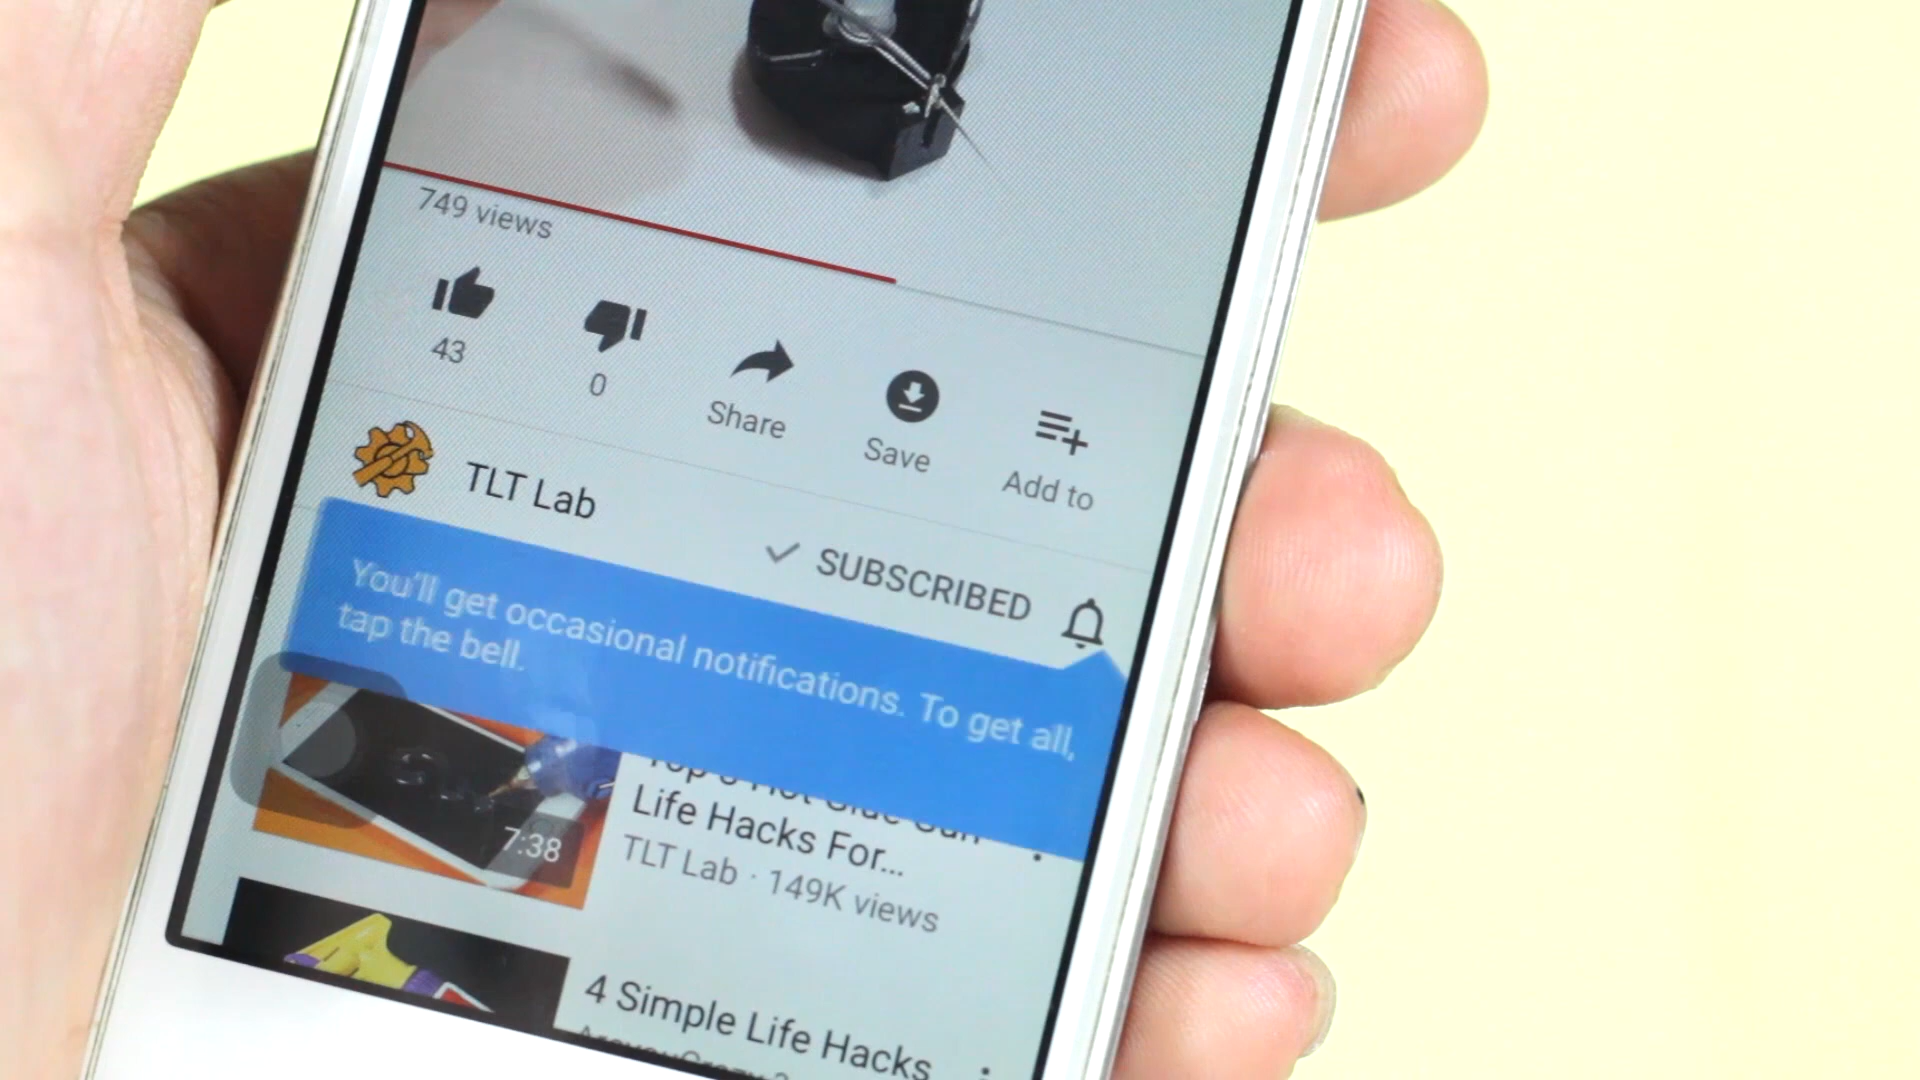 749 views
43
0
Share
Save
Add to
TLT Lab
SUBSCRIBED
You'll get occasional notifications. To get all,
tap the bell.
7:38
Life Hacks For...
TLT Lab · 149K views
4 Simple Life Hacks